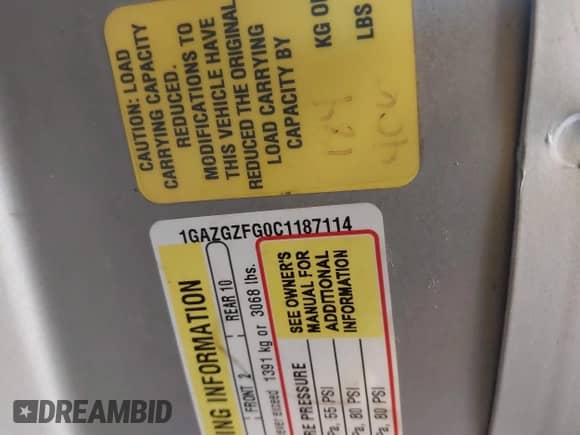 CAUTION: LOAD
CARRYING CAPACITY
REDUCED.
MODIFICATIONS TO
THIS VEHICLE HAVE
REDUCED THE ORIGINAL
LOAD CARRYING
CAPACITY BY
KG
LBS
1GAZGZFG0C1187114
INFORMATION
FRONT 2
REAR 10
exceed 1391 kg or 3068 lbs.
SEE OWNER'S
MANUAL FOR
ADDITIONAL
INFORMATION
PRESSURE
55 PSI
80 PSI
80 PSI
DREAMBID